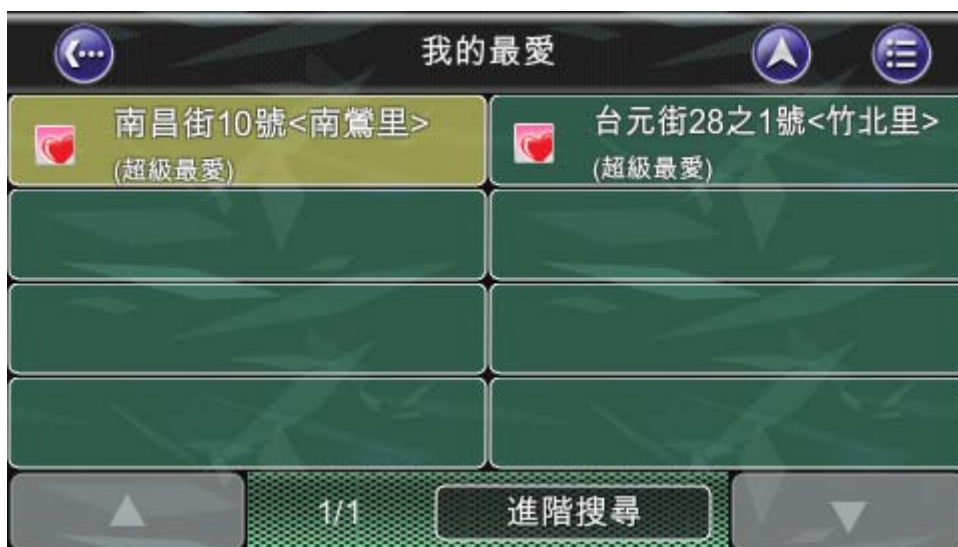 我的最愛
南昌街10號<南鶯里>
(超級最愛)
台元街28之1號<竹北里>
(超級最愛)
1/1
進階搜尋